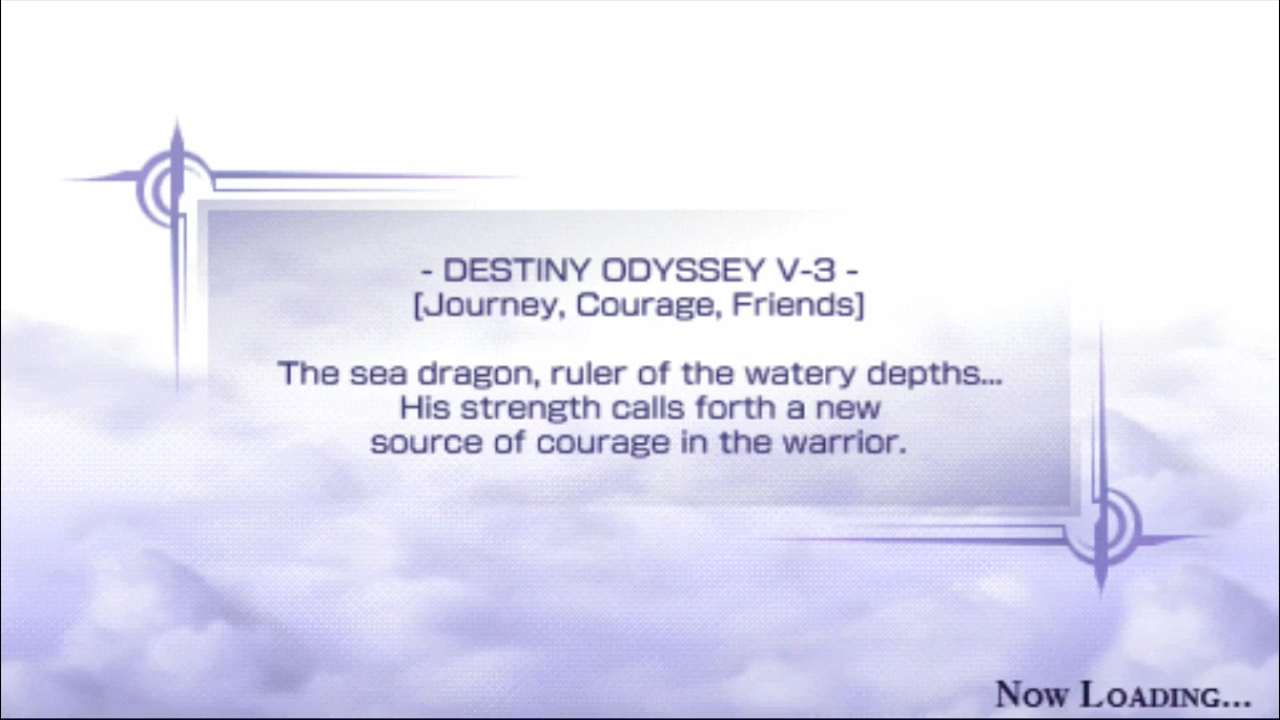 - DESTINY ODYSSEY V-3 -
[Journey, Courage, Friends]
The sea dragon, ruler of the watery depths...
His strength calls forth a new
source of courage in the warrior.
Now Loading...